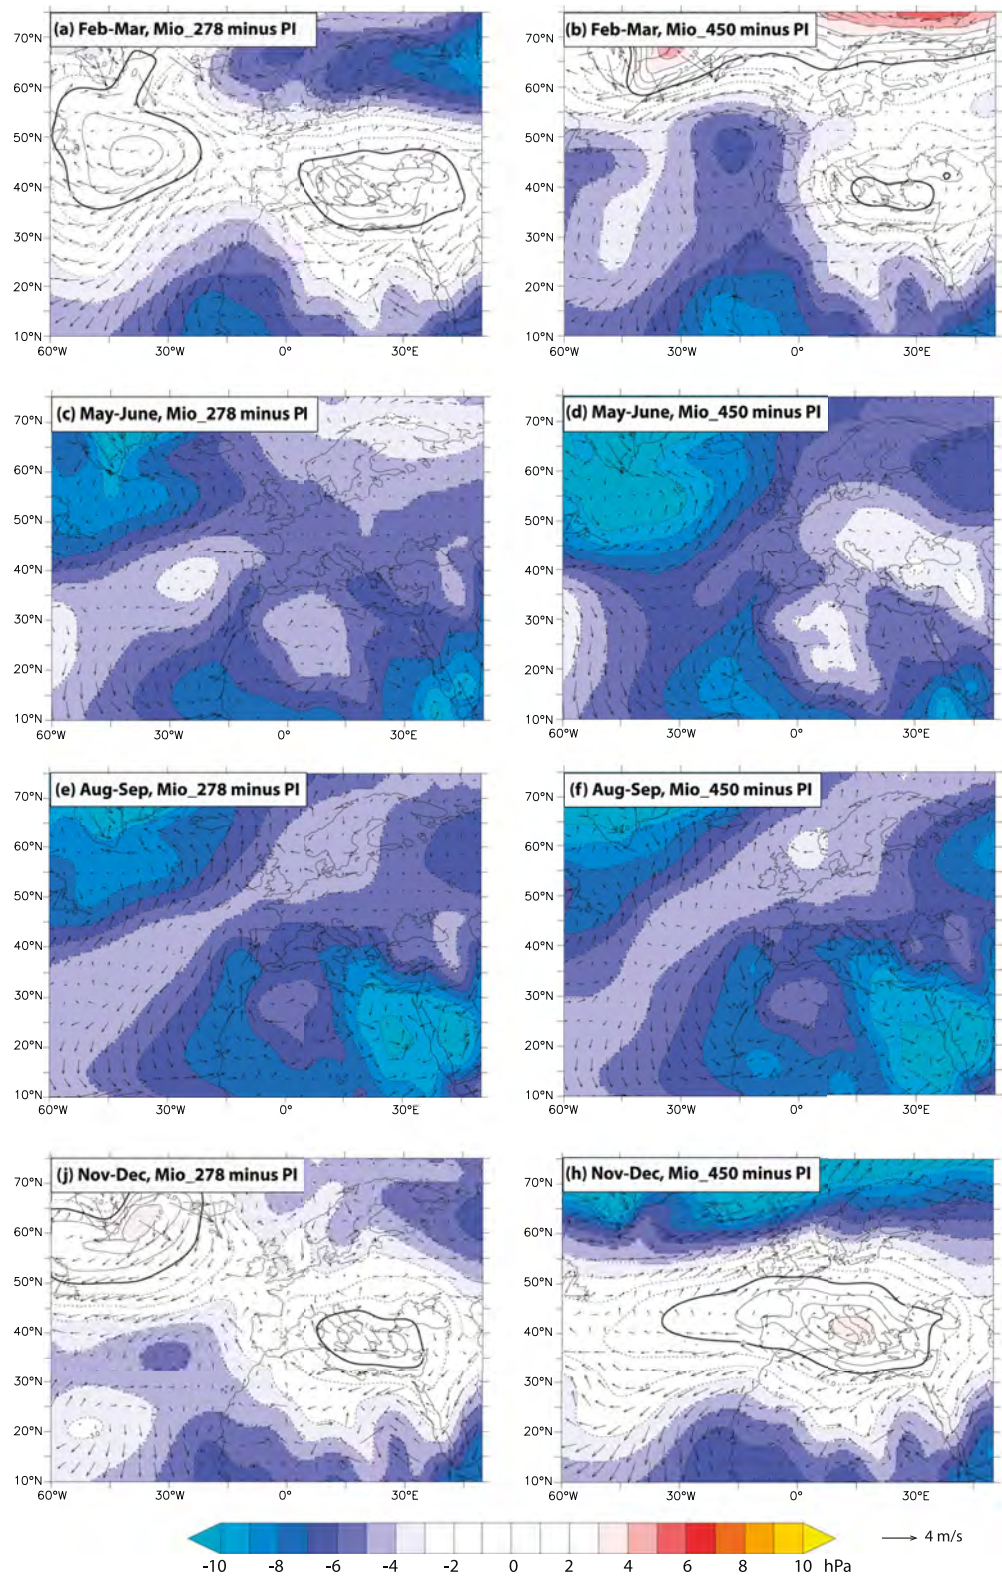 (a) Feb-Mar, Mio_278 minus PI
(b) Feb-Mar, Mio_450 minus PI
70°N
60°N
50°N
40°N
30°N
20°N
10°N
60°W 30°W 0° 30°E
70°N
60°N
50°N
40°N
30°N
20°N
10°N
60°W 30°W 0° 30°E
(c) May-June, Mio_278 minus PI
(d) May-June, Mio_450 minus PI
70°N
60°N
50°N
40°N
30°N
20°N
10°N
60°W 30°W 0° 30°E
70°N
60°N
50°N
40°N
30°N
20°N
10°N
60°W 30°W 0° 30°E
(e) Aug-Sep, Mio_278 minus PI
(f) Aug-Sep, Mio_450 minus PI
70°N
60°N
50°N
40°N
30°N
20°N
10°N
60°W 30°W 0° 30°E
70°N
60°N
50°N
40°N
30°N
20°N
10°N
60°W 30°W 0° 30°E
(j) Nov-Dec, Mio_278 minus PI
(h) Nov-Dec, Mio_450 minus PI
70°N
60°N
50°N
40°N
30°N
20°N
10°N
60°W 30°W 0° 30°E
70°N
60°N
50°N
40°N
30°N
20°N
10°N
60°W 30°W 0° 30°E
4 m/s
-10 -8 -6 -4 -2 0 2 4 6 8 10 hPa